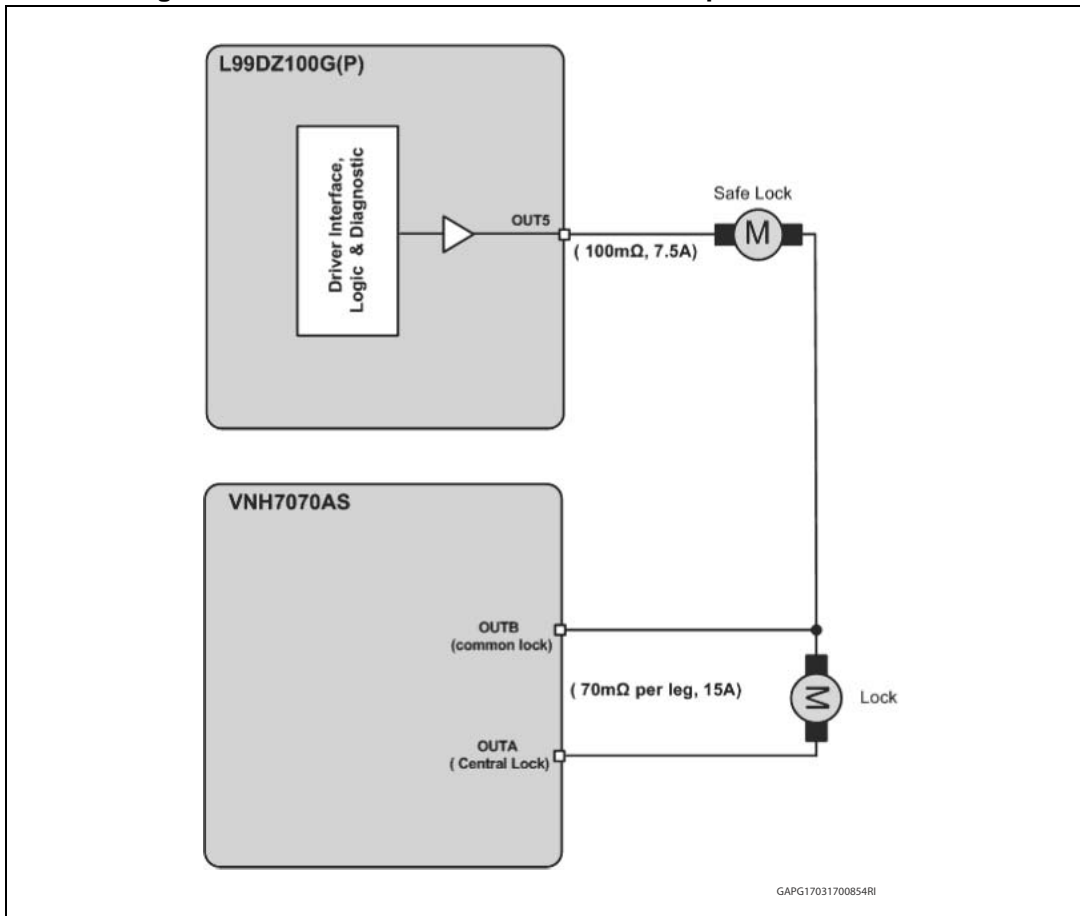 L99DZ100G(P)
Driver Interface,
Logic & Diagnostic
OUT5
( 100mΩ, 7.5A)
Safe Lock
M
VNH7070AS
OUTB
(common lock)
( 70mΩ per leg, 15A)
M
Lock
OUTA
( Central Lock)
GAPG17031700854RI